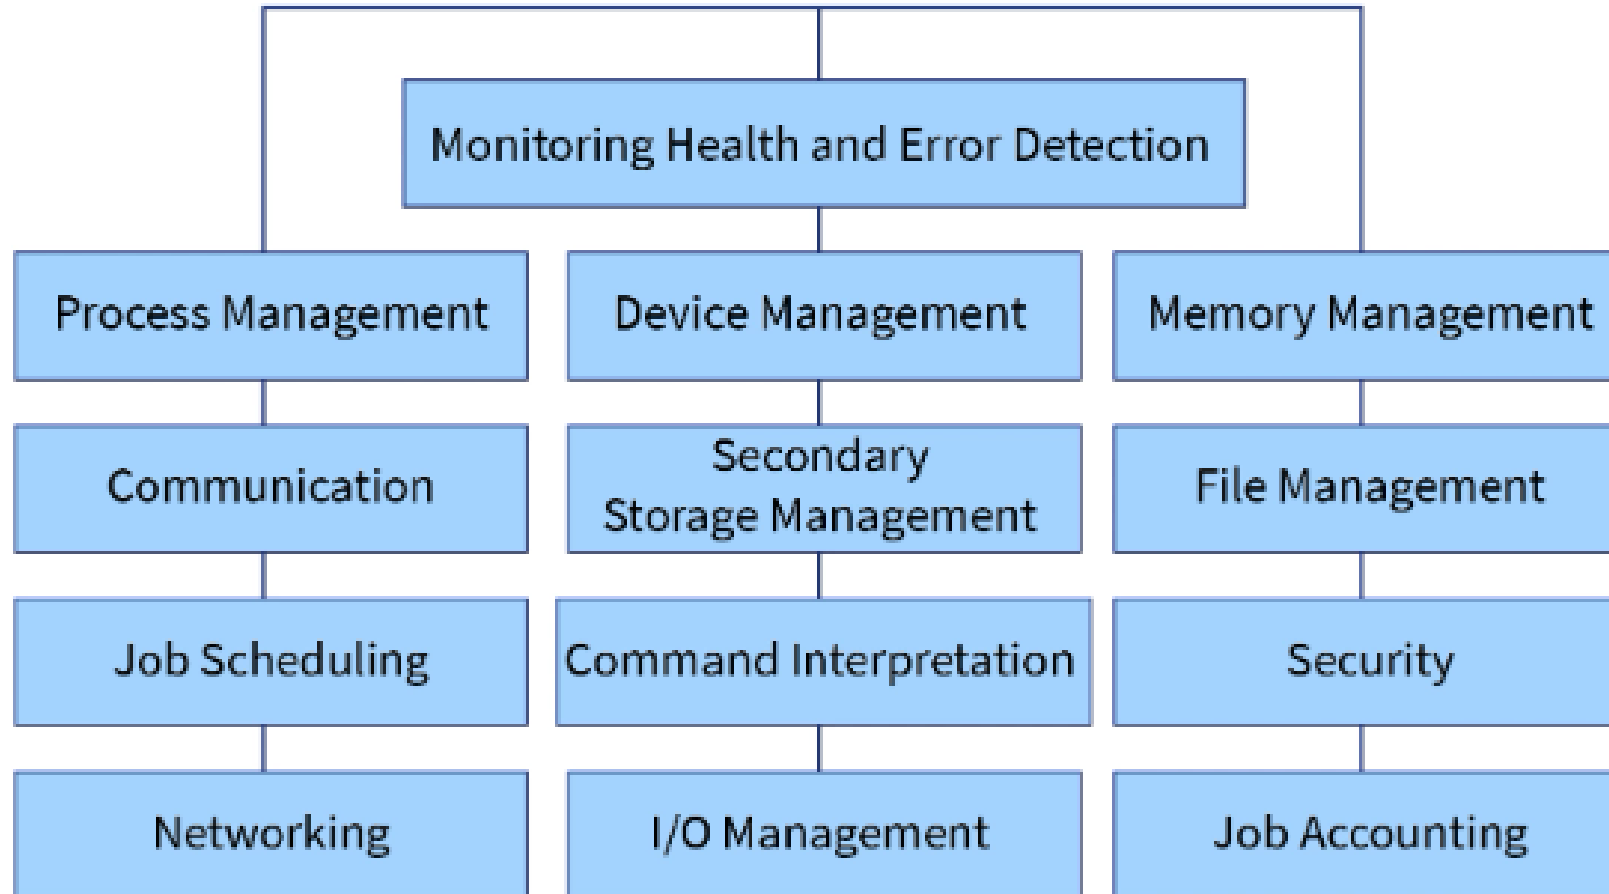 Monitoring Health and Error Detection
Process Management
Device Management
Memory Management
Communication
Secondary
Storage Management
File Management
Job Scheduling
Command Interpretation
Security
Networking
I/O Management
Job Accounting